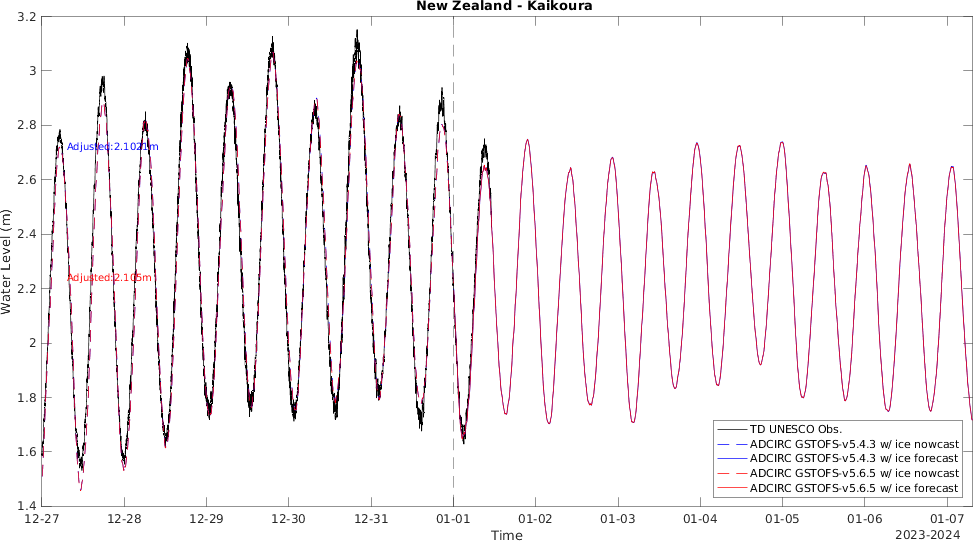 New Zealand - Kaikoura
3.2
3
2.8
2.6
2.4
2.2
2
1.8
1.6
1.4
Water Level (m)
Adjusted:2.1021m
Adjusted:2.105m
TD UNESCO Obs.
ADCIRC GSTOFS-v5.4.3 w/ ice nowcast
ADCIRC GSTOFS-v5.4.3 w/ ice forecast
ADCIRC GSTOFS-v5.6.5 w/ ice nowcast
ADCIRC GSTOFS-v5.6.5 w/ ice forecast
12-27 12-28 12-29 12-30 12-31 01-01 01-02 01-03 01-04 01-05 01-06 01-07
Time
2023-2024